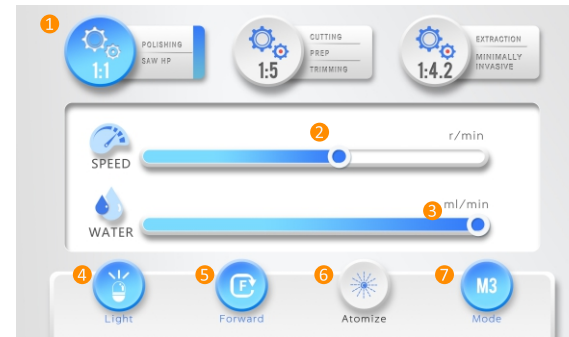 1
1:1
POLISHING
SAW HP
1:5
CUTTING
PREP
TRIMMING
1:4.2
EXTRACTION
MINIMALLY
INVASIVE
2
r/min
SPEED
3
ml/min
WATER
4
5
6
7
F
M3
Light
Forward
Atomize
Mode